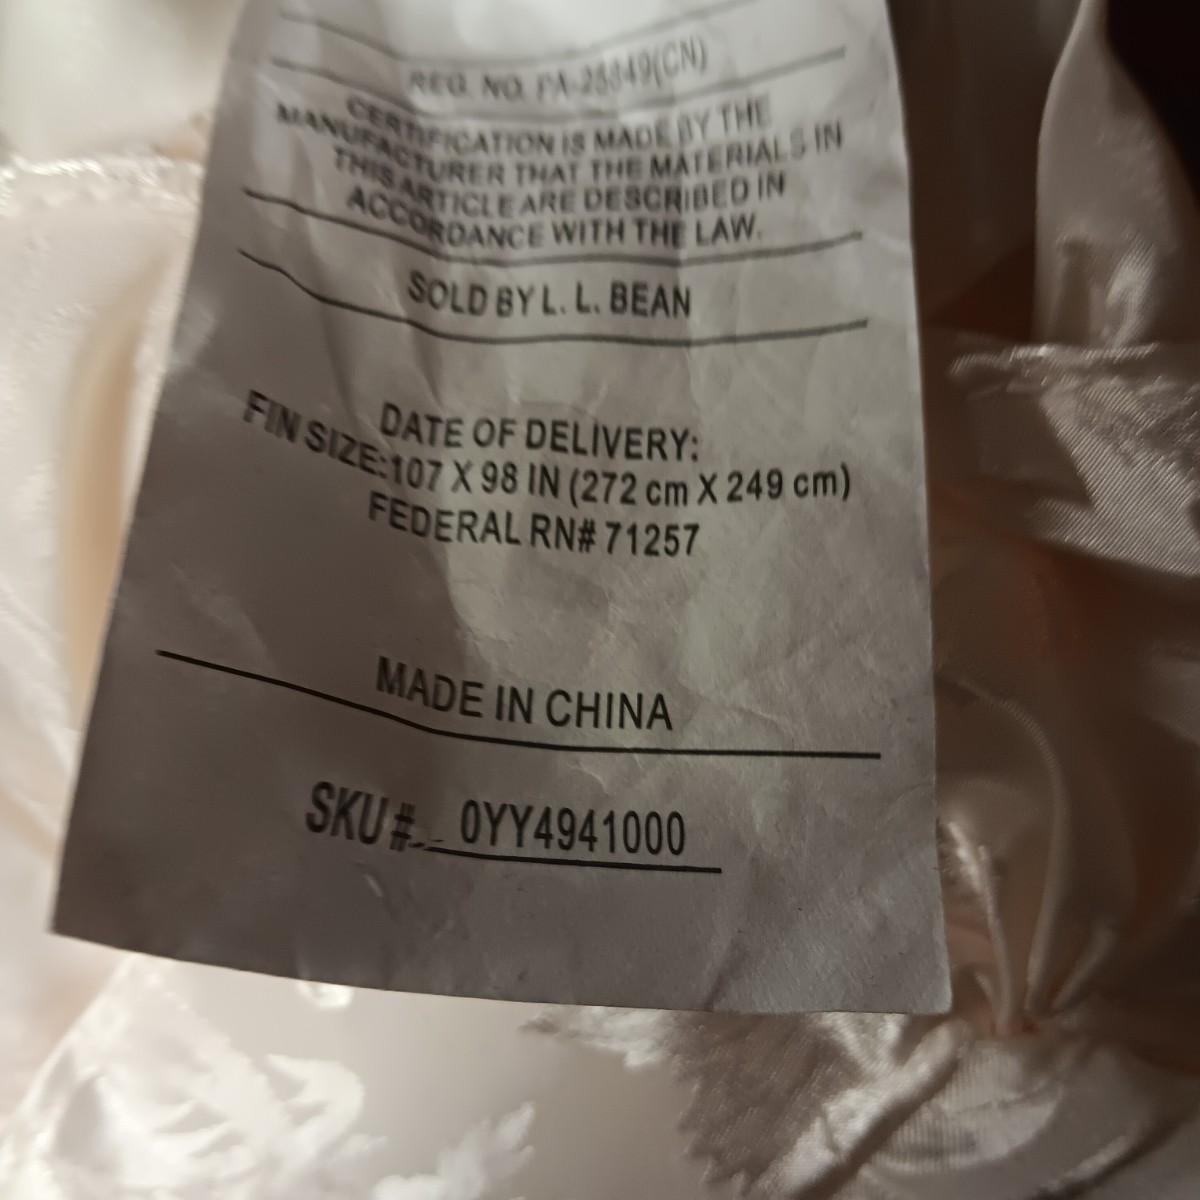 REG. NO. PA-25849(CN)
CERTIFICATION IS MADE BY THE
MANUFACTURER THAT THE MATERIALS IN
THIS ARTICLE ARE DESCRIBED IN
ACCORDANCE WITH THE LAW.
SOLD BY L. L. BEAN
DATE OF DELIVERY:
FIN SIZE:107 X 98 IN (272 cm X 249 cm)
FEDERAL RN# 71257
MADE IN CHINA
SKU# 0YY4941000